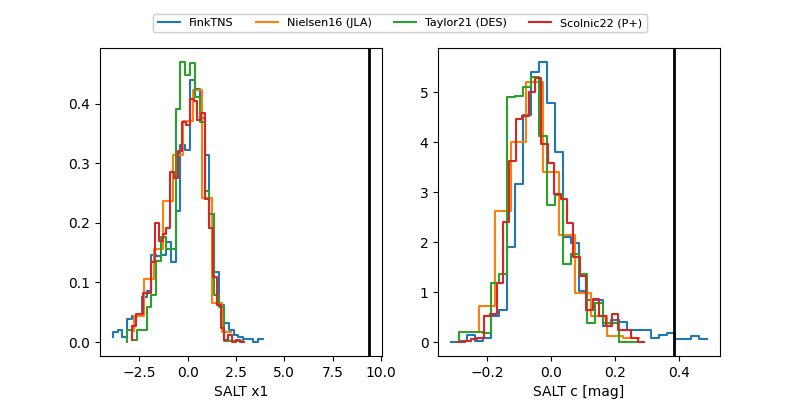 FinkTNS Nielsen16 (JLA) Taylor21 (DES) Scolnic22 (P+)
0.4
0.3
0.2
0.1
0.0
−2.5 0.0 2.5 5.0 7.5 10.0
SALT x1
5
4
3
2
1
0
−0.2 0.0 0.2 0.4
SALT c [mag]